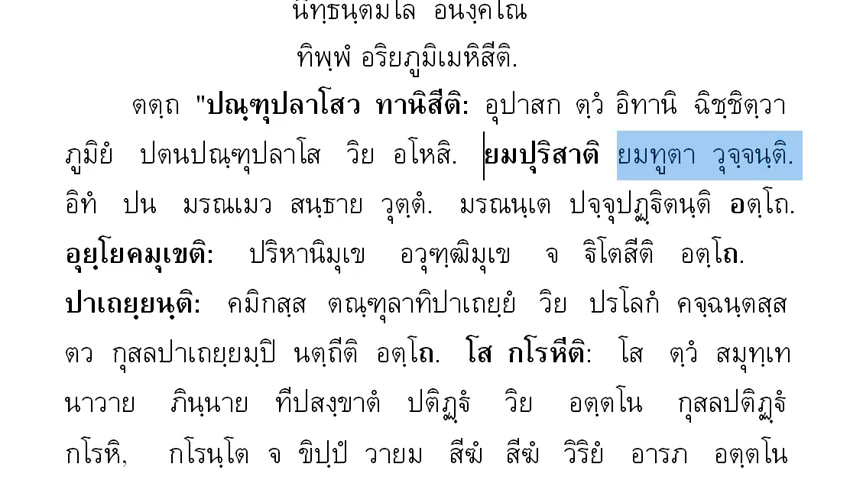 นิทฺธนฺตมโล อนงฺคโณ
ทิพฺพํ อริยภูมิเมหิสีติ.
ตตฺถ "ปณฺฑุปลาโสว ทานิสีติ: อุปาสก ตฺวํ อิทานิ ฉิชฺชิตฺวา
ภูมิยํ ปตนปณฺฑุปลาโส วิย อโหสิ. ยมปุริสาติ ยมทูตา วุจฺจนฺติ.
อิทํ ปน มรณเมว สนฺธาย วุตฺตํ. มรณนฺเต ปจฺจุปฏฺฐิตนฺติ อตฺโถ.
อุยฺโยคมุเขติ: ปริหานิมุเข อวุฑฺฒิมุเข จ ฐิโตสีติ อตฺโถ.
ปาเถยฺยนฺติ: คมิกสฺส ตณฺฑุลาทิปาเถยฺยํ วิย ปรโลกํ คจฺฉนฺตสฺส
ตว กุสลปาเถยฺยมฺปิ นตฺถีติ อตฺโถ. โส กโรหีติ: โส ตฺวํ สมุทฺเท
นาวาย ภินฺนาย ทีปสงฺขาตํ ปติฏฺฐํ วิย อตฺตโน กุสลปติฏฺฐํ
กโรหิ, กโรนฺโต จ ขิปฺปํ วายม สีฆํ สีฆํ วิริยํ อารภ อตฺตโน